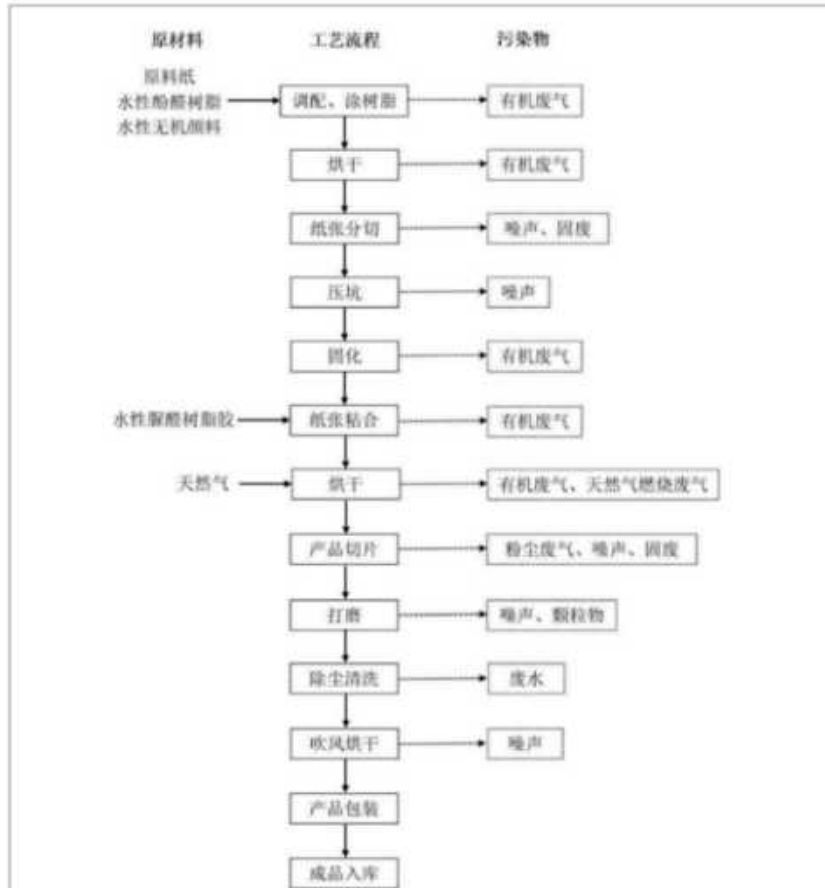 原材料 工艺流程 污染物
原料纸
水性酚醛树脂 调配、涂树脂 有机废气
水性无机颜料
烘干 有机废气
纸张分切 噪声、固废
压坑 噪声
固化 有机废气
水性脲醛树脂胶 纸张粘合 有机废气
天然气 烘干 有机废气、天然气燃烧废气
产品切片 粉尘废气、噪声、固废
打磨 噪声、颗粒物
除尘清洗 废水
吹风烘干 噪声
产品包装
成品入库